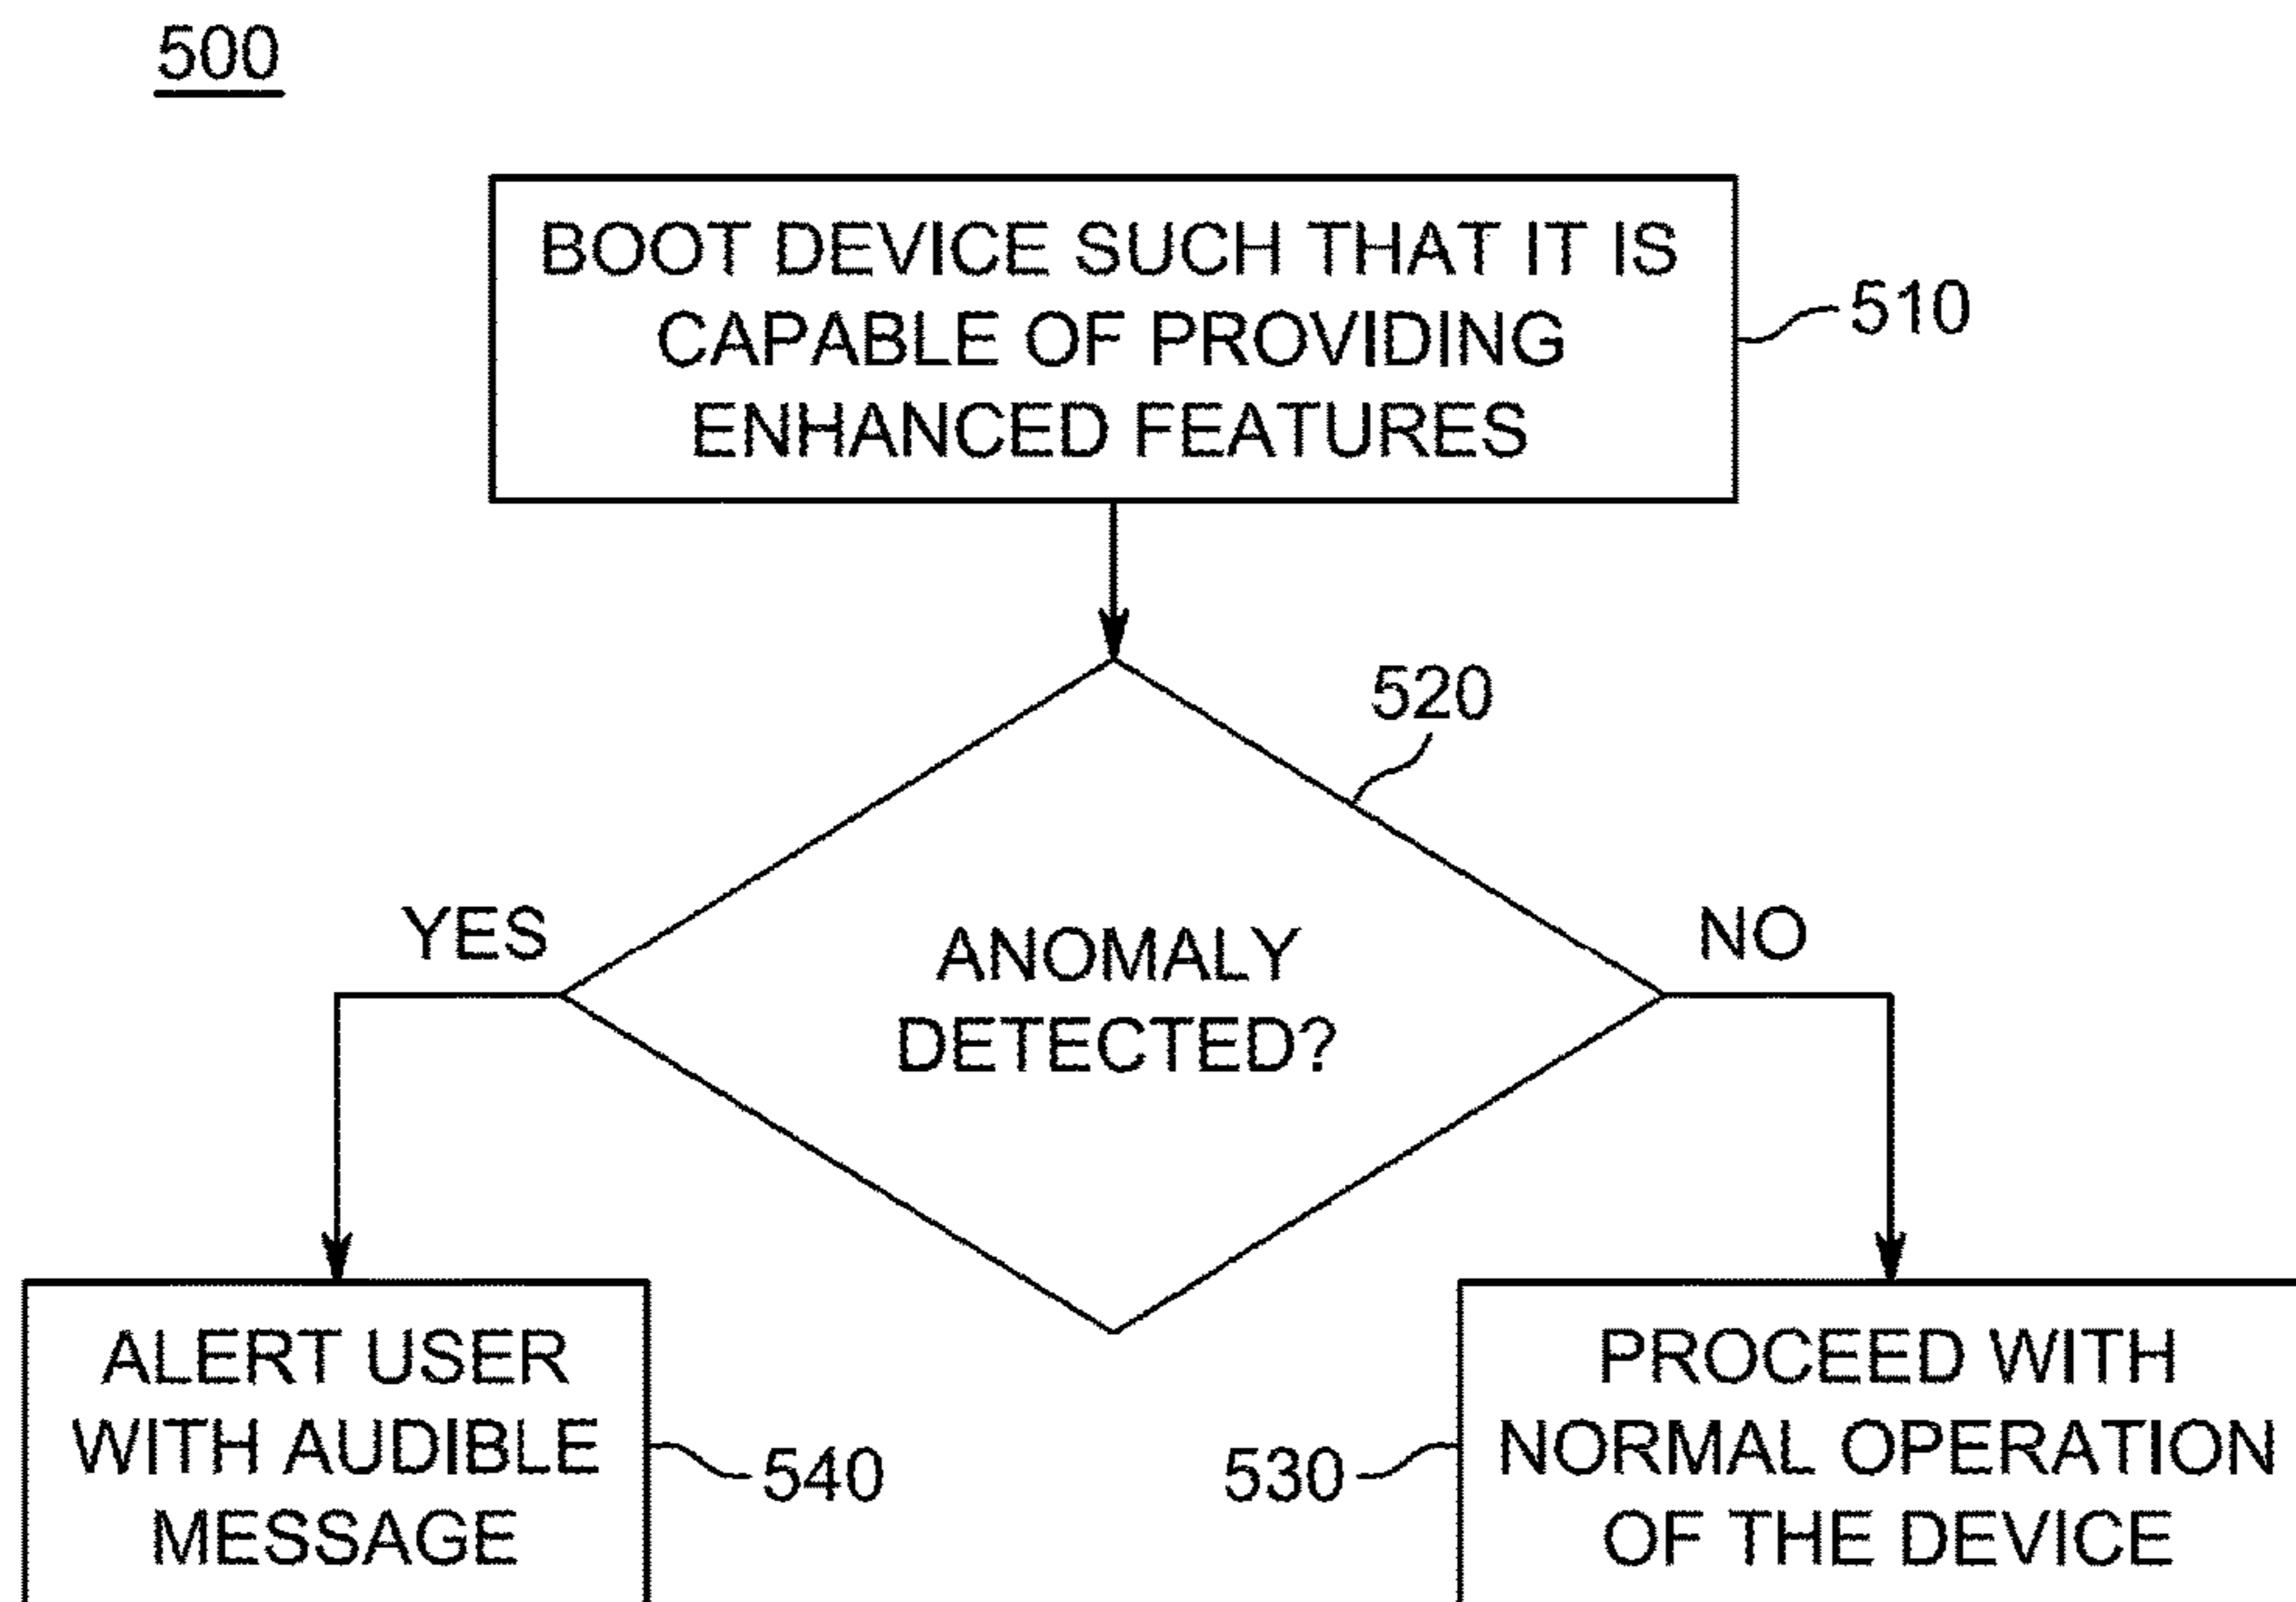 500
BOOT DEVICE SUCH THAT IT IS
CAPABLE OF PROVIDING
ENHANCED FEATURES
510
520
YES
NO
ANOMALY
DETECTED?
ALERT USER
WITH AUDIBLE
MESSAGE
540
530
PROCEED WITH
NORMAL OPERATION
OF THE DEVICE